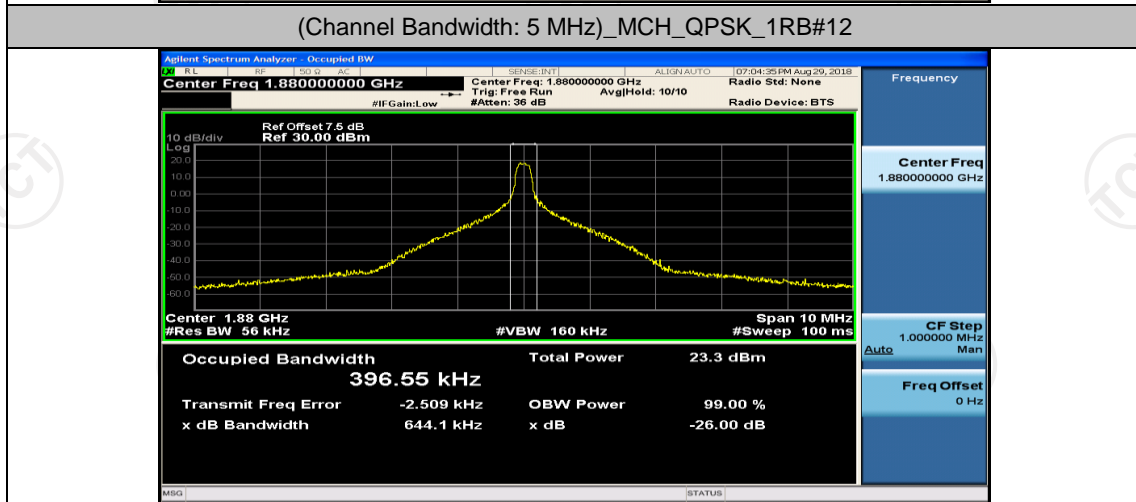 (Channel Bandwidth: 5 MHz)_MCH_QPSK_1RB#12
Agilent Spectrum Analyzer - Occupied BW
LXI RL RF 50 Ω AC SENSE:INT ALIGN AUTO 07:04:35 PM Aug 29, 2018
Center Freq 1.880000000 GHz
Center Freq: 1.880000000 GHz
Radio Std: None
Trig: Free Run Avg|Hold: 10/10
#IFGain:Low #Atten: 36 dB Radio Device: BTS
Ref Offset 7.5 dB
10 dB/div Ref 30.00 dBm
Log
20.0
10.0
0.00
-10.0
-20.0
-30.0
-40.0
-50.0
-60.0
Center 1.88 GHz Span 10 MHz
#Res BW 56 kHz #VBW 160 kHz #Sweep 100 ms
Occupied Bandwidth Total Power 23.3 dBm
396.55 kHz
Transmit Freq Error -2.509 kHz OBW Power 99.00 %
x dB Bandwidth 644.1 kHz x dB -26.00 dB
MSG STATUS
Frequency
Center Freq
1.880000000 GHz
CF Step
1.000000 MHz
Auto Man
Freq Offset
0 Hz